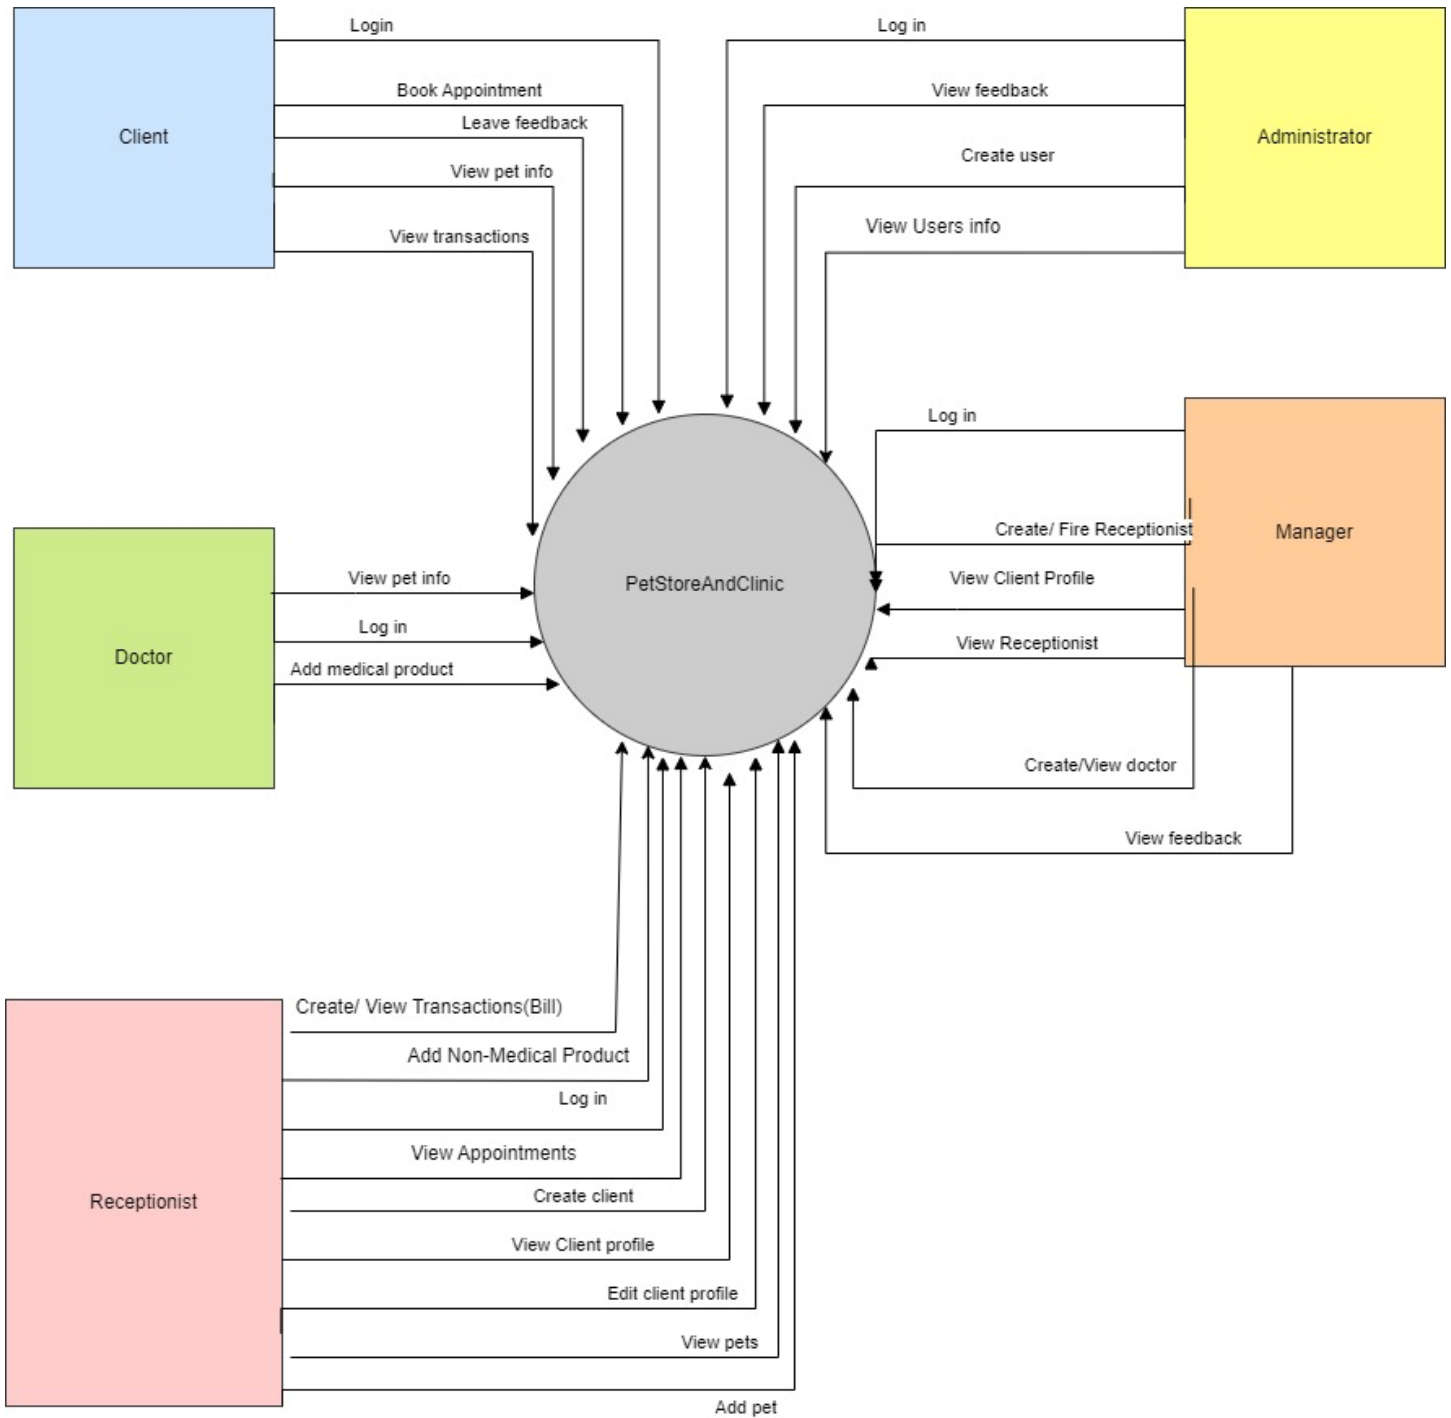 Login
Log in
Book Appointment
View feedback
Leave feedback
Client
Administrator
Create user
View pet info
View Users info
View transactions
Log in
Create/ Fire Receptionist
Manager
View pet info
View Client Profile
PetStoreAndClinic
Log in
View Receptionist
Doctor
Add medical product
Create/View doctor
View feedback
Create/ View Transactions(Bill)
Add Non-Medical Product
Log in
View Appointments
Create client
Receptionist
View Client profile
Edit client profile
View pets
Add pet